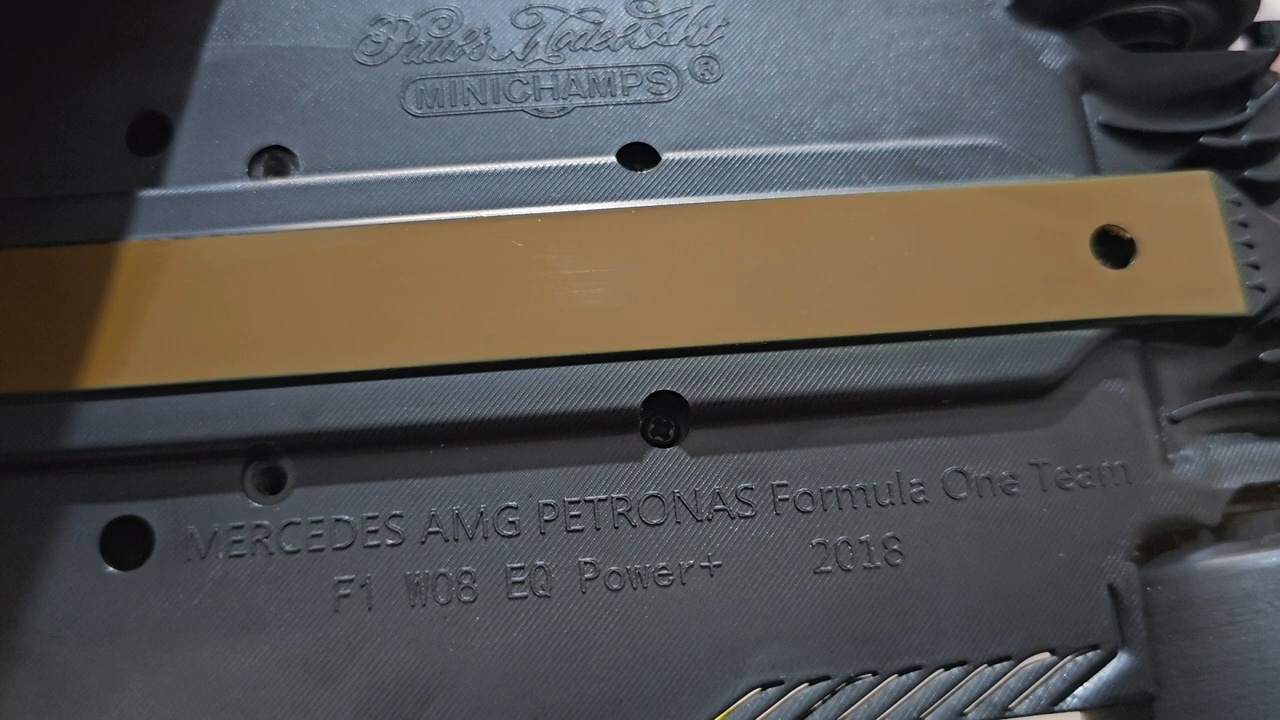 Paul's Model Art
MINICHAMPS ®
MERCEDES AMG PETRONAS Formula One Team
F1 W08 EQ Power+ 2018